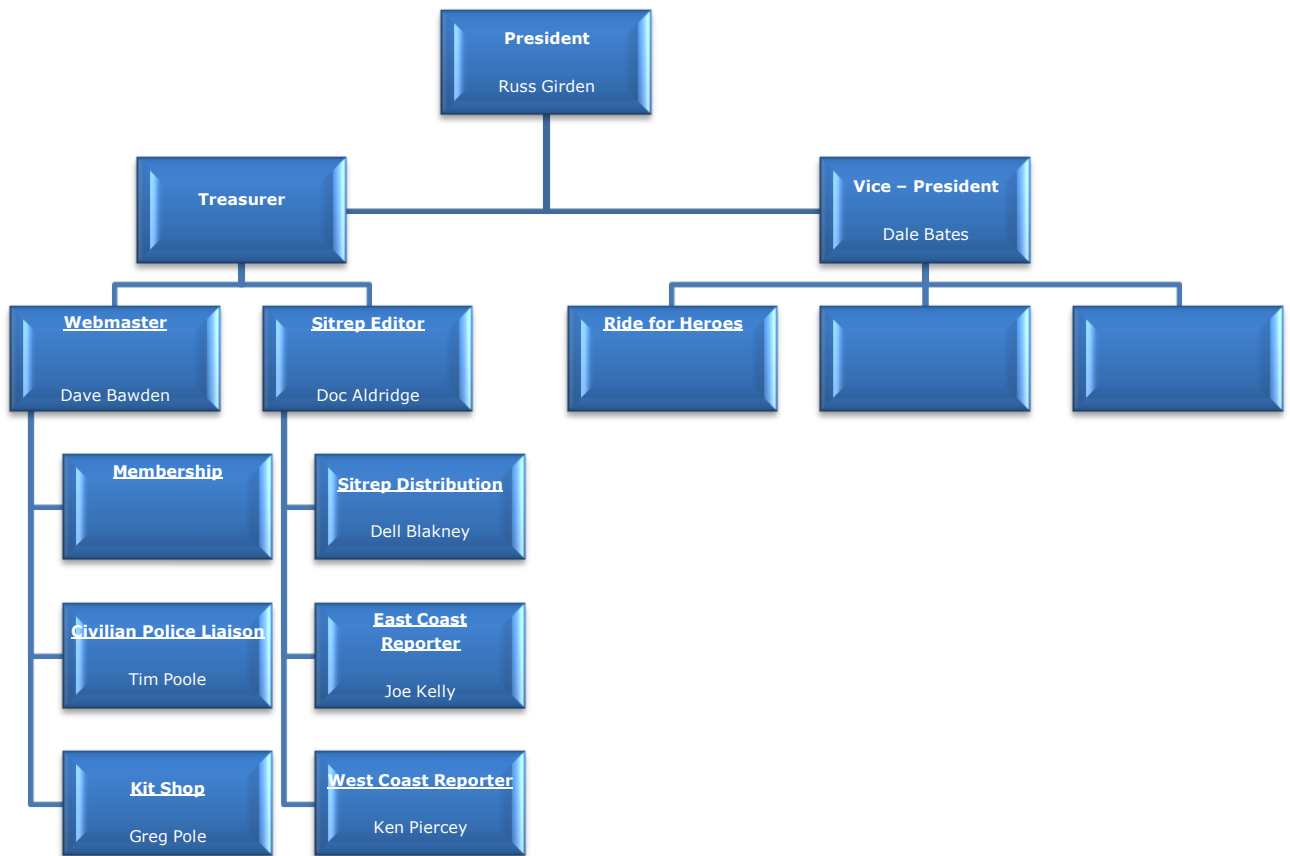 President
Russ Girden
Treasurer
Vice – President
Dale Bates
Webmaster
Dave Bawden
Sitrep Editor
Doc Aldridge
Ride for Heroes
Membership
Sitrep Distribution
Dell Blakney
Civilian Police Liaison
Tim Poole
East Coast
Reporter
Joe Kelly
Kit Shop
Greg Pole
West Coast Reporter
Ken Piercey